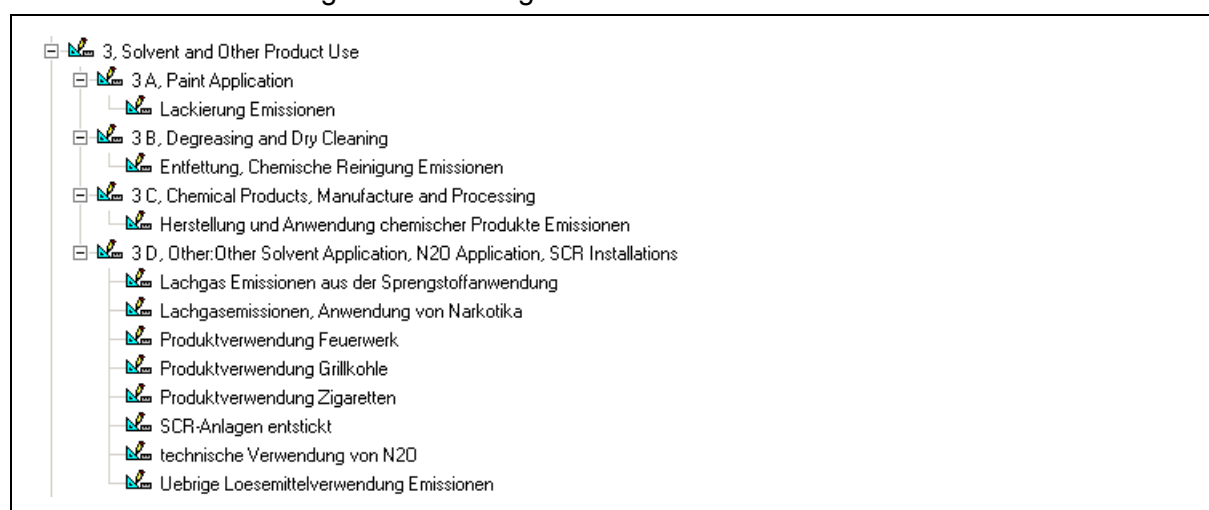 3, Solvent and Other Product Use
3 A, Paint Application
Lackierung Emissionen
3 B, Degreasing and Dry Cleaning
Entfettung, Chemische Reinigung Emissionen
3 C, Chemical Products, Manufacture and Processing
Herstellung und Anwendung chemischer Produkte Emissionen
3 D, Other:Other Solvent Application, N2O Application, SCR Installations
Lachgas Emissionen aus der Sprengstoffanwendung
Lachgasemissionen, Anwendung von Narkotika
Produktverwendung Feuerwerk
Produktverwendung Grillkohle
Produktverwendung Zigaretten
SCR-Anlagen entstickt
technische Verwendung von N2O
Uebrige Loesemittelverwendung Emissionen